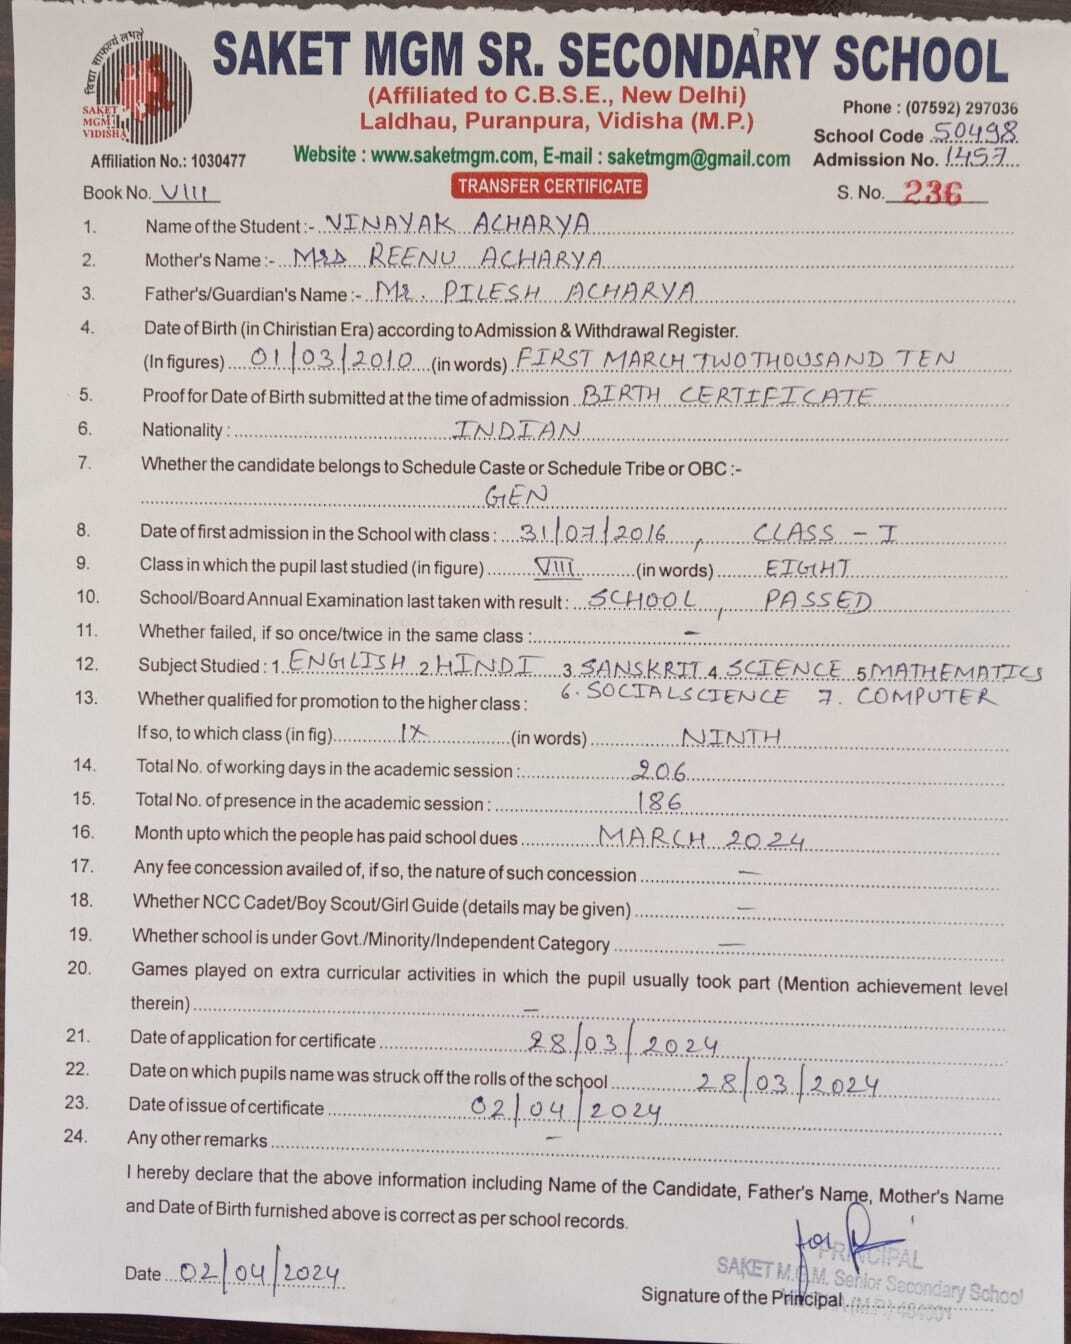 विद्या साफल्यं लभते
SAKET
MGM
VIDISHA
SAKET MGM SR. SECONDARY SCHOOL
(Affiliated to C.B.S.E., New Delhi)
Laldhau, Puranpura, Vidisha (M.P.)
Phone : (07592) 297036
School Code 50498
Affiliation No.: 1030477
Website : www.saketmgm.com, E-mail : saketmgm@gmail.com
Admission No. 1457
Book No. VIII
TRANSFER CERTIFICATE
S. No. 236
1. Name of the Student :- VINAYAK ACHARYA
2. Mother's Name :- Mrs REENU ACHARYA
3. Father's/Guardian's Name :- Mr. PILESH ACHARYA
4. Date of Birth (in Chiristian Era) according to Admission & Withdrawal Register.
(In figures) 01/03/2010 (in words) FIRST MARCH TWO THOUSAND TEN
5. Proof for Date of Birth submitted at the time of admission BIRTH CERTIFICATE
6. Nationality : INDIAN
7. Whether the candidate belongs to Schedule Caste or Schedule Tribe or OBC :-
GEN
8. Date of first admission in the School with class : 31/07/2016, CLASS - I
9. Class in which the pupil last studied (in figure) VIII (in words) EIGHT
10. School/Board Annual Examination last taken with result : SCHOOL, PASSED
11. Whether failed, if so once/twice in the same class : -
12. Subject Studied : 1. ENGLISH 2 HINDI 3 SANSKRIT 4 SCIENCE 5 MATHEMATICS
6. SOCIAL SCIENCE 7. COMPUTER
13. Whether qualified for promotion to the higher class :
If so, to which class (in fig) IX (in words) NINTH
14. Total No. of working days in the academic session : 206
15. Total No. of presence in the academic session : 186
16. Month upto which the people has paid school dues MARCH 2024
17. Any fee concession availed of, if so, the nature of such concession -
18. Whether NCC Cadet/Boy Scout/Girl Guide (details may be given) -
19. Whether school is under Govt./Minority/Independent Category -
20. Games played on extra curricular activities in which the pupil usually took part (Mention achievement level
therein) -
21. Date of application for certificate 28/03/2024
22. Date on which pupils name was struck off the rolls of the school 28/03/2024
23. Date of issue of certificate 02/04/2024
24. Any other remarks -
I hereby declare that the above information including Name of the Candidate, Father's Name, Mother's Name
and Date of Birth furnished above is correct as per school records.
for
PRINCIPAL
SAKET M.G.M. Senior Secondary School
Date 02/04/2024
Signature of the Principal